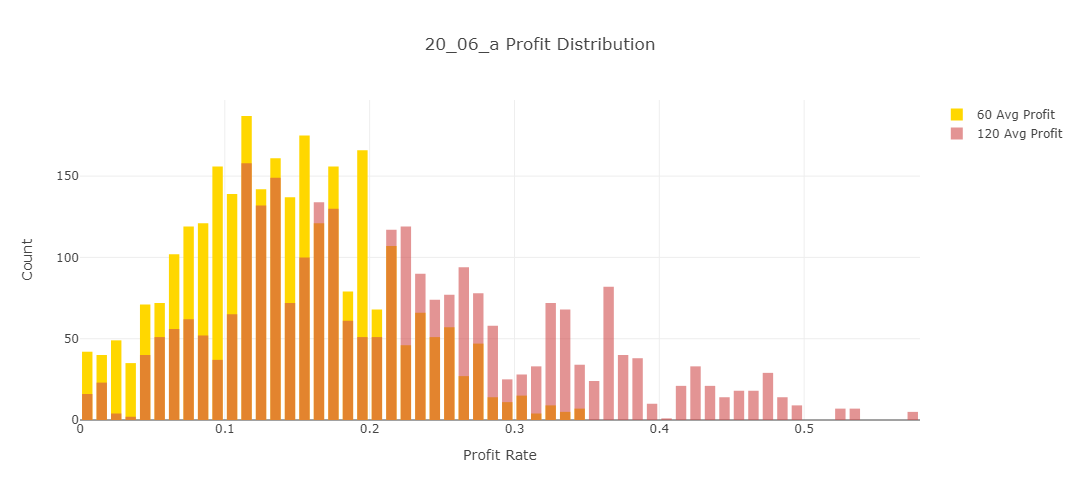 20_06_a Profit Distribution
60 Avg Profit
120 Avg Profit
150
100
50
0
Count
0 0.1 0.2 0.3 0.4 0.5
Profit Rate